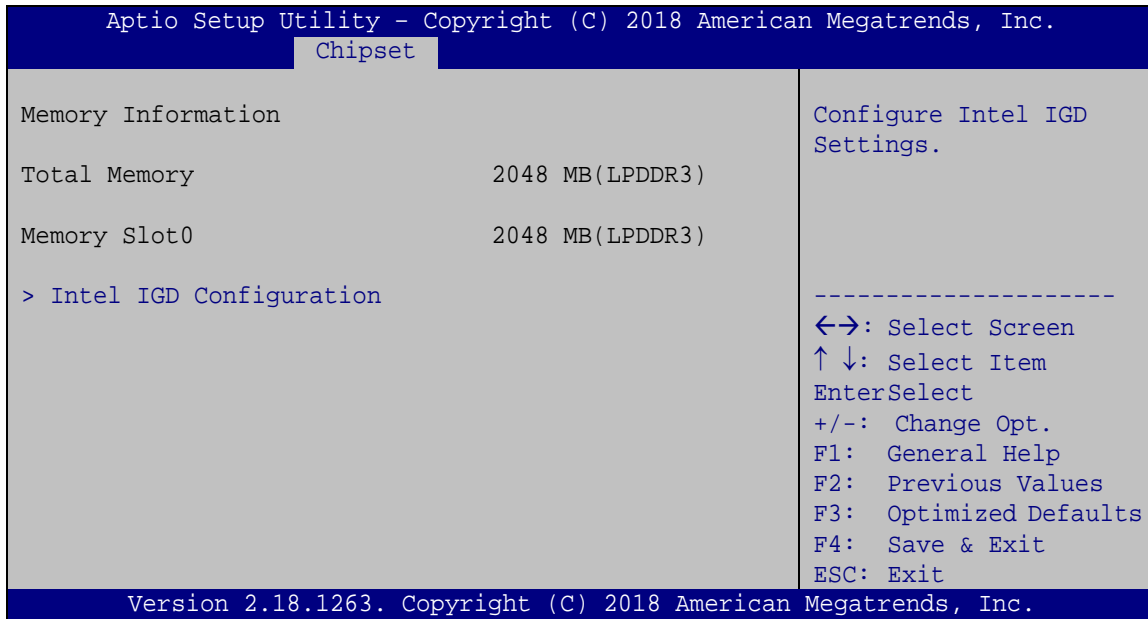 Aptio Setup Utility – Copyright (C) 2018 American Megatrends, Inc.
Chipset
Memory Information
Total Memory 2048 MB(LPDDR3)
Memory Slot0 2048 MB(LPDDR3)
> Intel IGD Configuration
Configure Intel IGD
Settings.
---------------------
←→: Select Screen
↑ ↓: Select Item
EnterSelect
+/-: Change Opt.
F1: General Help
F2: Previous Values
F3: Optimized Defaults
F4: Save & Exit
ESC: Exit
Version 2.18.1263. Copyright (C) 2018 American Megatrends, Inc.